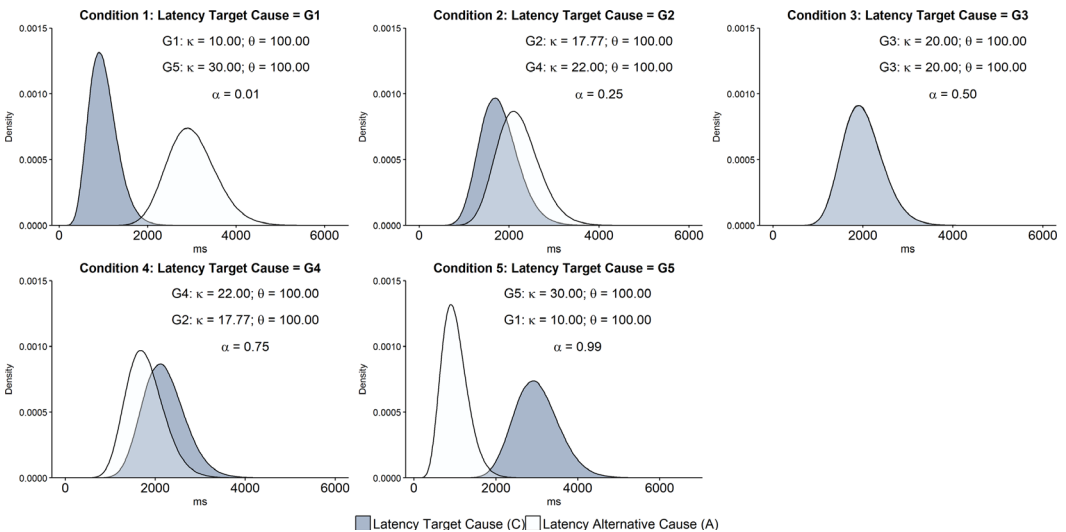 Condition 1: Latency Target Cause = G1
0.0015
G1: κ = 10.00; θ = 100.00
G5: κ = 30.00; θ = 100.00
α = 0.01
0.0010
Density
0.0005
0.0000
0 2000 4000 6000
ms
Condition 2: Latency Target Cause = G2
0.0015
G2: κ = 17.77; θ = 100.00
G4: κ = 22.00; θ = 100.00
α = 0.25
0.0010
Density
0.0005
0.0000
0 2000 4000 6000
ms
Condition 3: Latency Target Cause = G3
0.0015
G3: κ = 20.00; θ = 100.00
G3: κ = 20.00; θ = 100.00
α = 0.50
0.0010
Density
0.0005
0.0000
0 2000 4000 6000
ms
Condition 4: Latency Target Cause = G4
0.0015
G4: κ = 22.00; θ = 100.00
G2: κ = 17.77; θ = 100.00
α = 0.75
0.0010
Density
0.0005
0.0000
0 2000 4000 6000
ms
Condition 5: Latency Target Cause = G5
0.0015
G5: κ = 30.00; θ = 100.00
G1: κ = 10.00; θ = 100.00
α = 0.99
0.0010
Density
0.0005
0.0000
0 2000 4000 6000
ms
Latency Target Cause (C) Latency Alternative Cause (A)